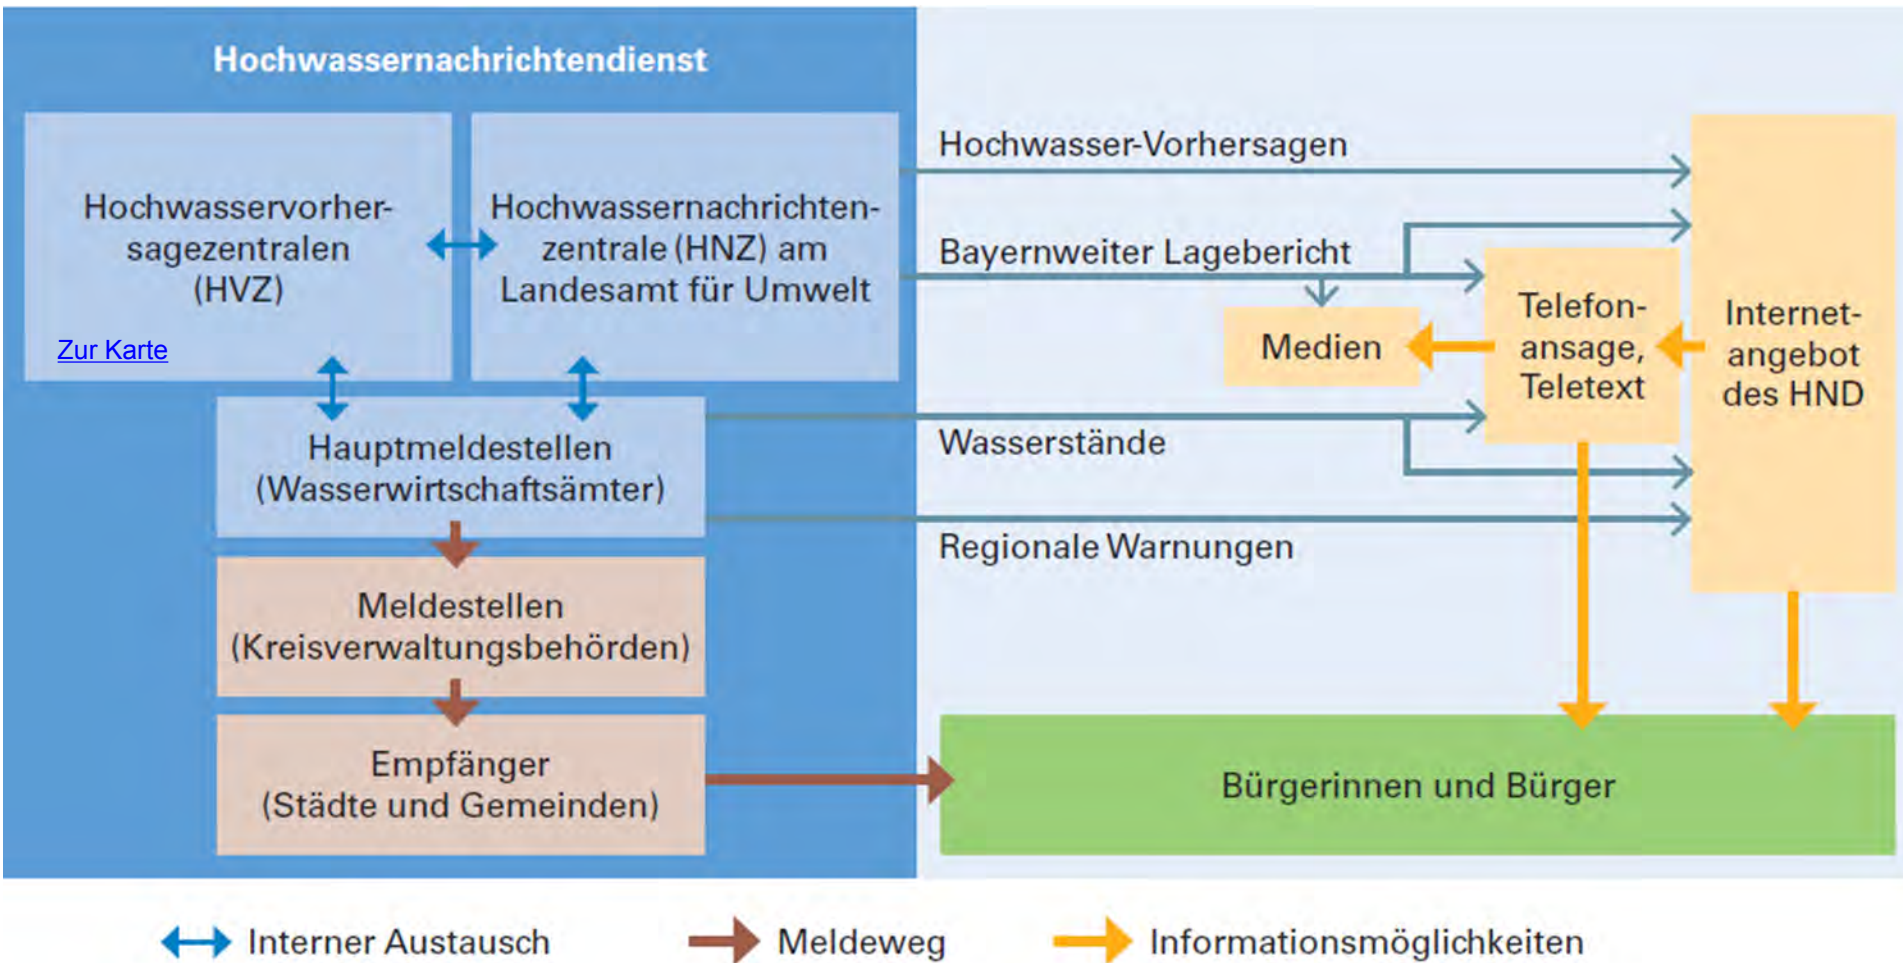 Hochwassernachrichtendienst
Hochwasservorher-
sagezentralen
(HVZ)
Zur Karte
Hochwassernachrichten-
zentrale (HNZ) am
Landesamt für Umwelt
Hauptmeldestellen
(Wasserwirtschaftsämter)
Meldestellen
(Kreisverwaltungsbehörden)
Empfänger
(Städte und Gemeinden)
Hochwasser-Vorhersagen
Bayernweiter Lagebericht
Medien
Telefon-
ansage,
Teletext
Internet-
angebot
des HND
Wasserstände
Regionale Warnungen
Bürgerinnen und Bürger
Interner Austausch
Meldeweg
Informationsmöglichkeiten